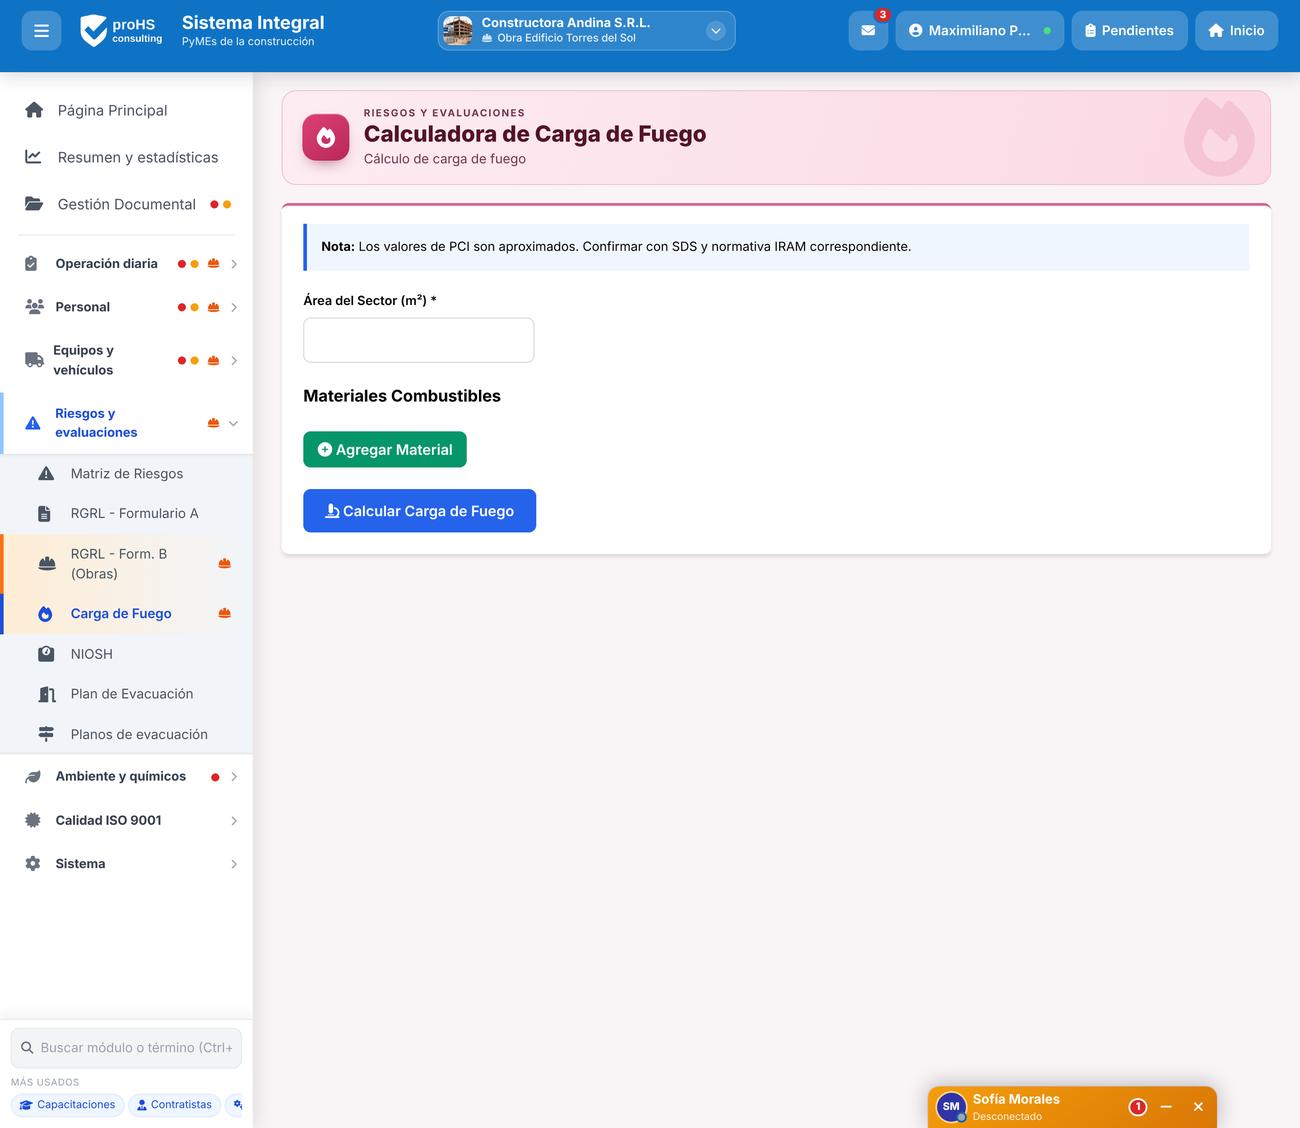 proHS
consulting
Sistema Integral
PyMEs de la construcción
Constructora Andina S.R.L.
Obra Edificio Torres del Sol
3
Maximiliano P...
Pendientes
Inicio
Página Principal
Resumen y estadísticas
Gestión Documental
Operación diaria
Personal
Equipos y
vehículos
Riesgos y
evaluaciones
Matriz de Riesgos
RGRL - Formulario A
RGRL - Form. B
(Obras)
Carga de Fuego
NIOSH
Plan de Evacuación
Planos de evacuación
Ambiente y químicos
Calidad ISO 9001
Sistema
Buscar módulo o término (Ctrl+
MÁS USADOS
Capacitaciones
Contratistas
RIESGOS Y EVALUACIONES
Calculadora de Carga de Fuego
Cálculo de carga de fuego
Nota: Los valores de PCI son aproximados. Confirmar con SDS y normativa IRAM correspondiente.
Área del Sector (m²) *
Materiales Combustibles
Agregar Material
Calcular Carga de Fuego
SM
Sofía Morales
Desconectado
1